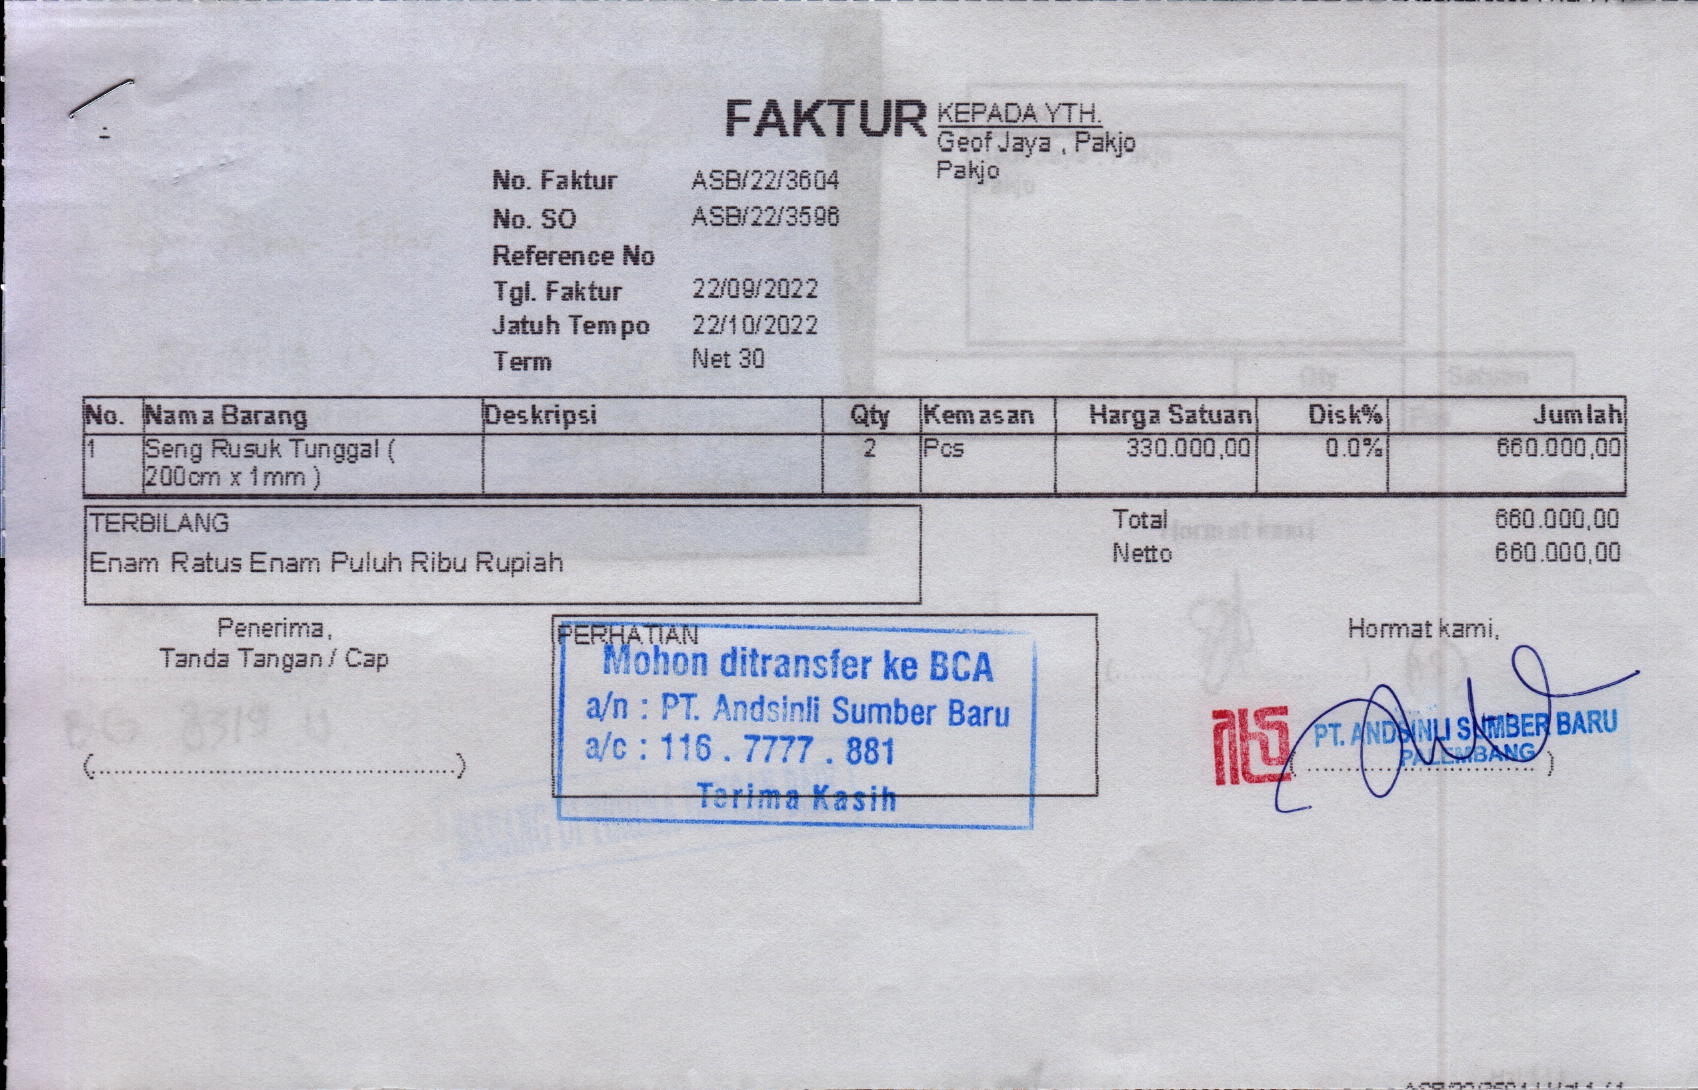 FAKTUR
KEPADA YTH.
Geof Jaya , Pakjo
Pakjo
No. Faktur ASB/22/3604
No. SO ASB/22/3596
Reference No
Tgl. Faktur 22/09/2022
Jatuh Tempo 22/10/2022
Term Net 30
No. Nama Barang Deskripsi Qty Kemasan Harga Satuan Disk% Jumlah
1 Seng Rusuk Tunggal ( 2 Pcs 330.000,00 0.0% 660.000,00
200cm x 1mm )
TERBILANG
Enam Ratus Enam Puluh Ribu Rupiah
Total 660.000,00
Netto 660.000,00
Penerima,
Tanda Tangan / Cap
(................................................)
PERHATIAN
Mohon ditransfer ke BCA
a/n : PT. Andsinli Sumber Baru
a/c : 116 . 7777 . 881
Terima Kasih
Hormat kami,
PT. ANDSINLI SUMBER BARU
PALEMBANG
(................................)